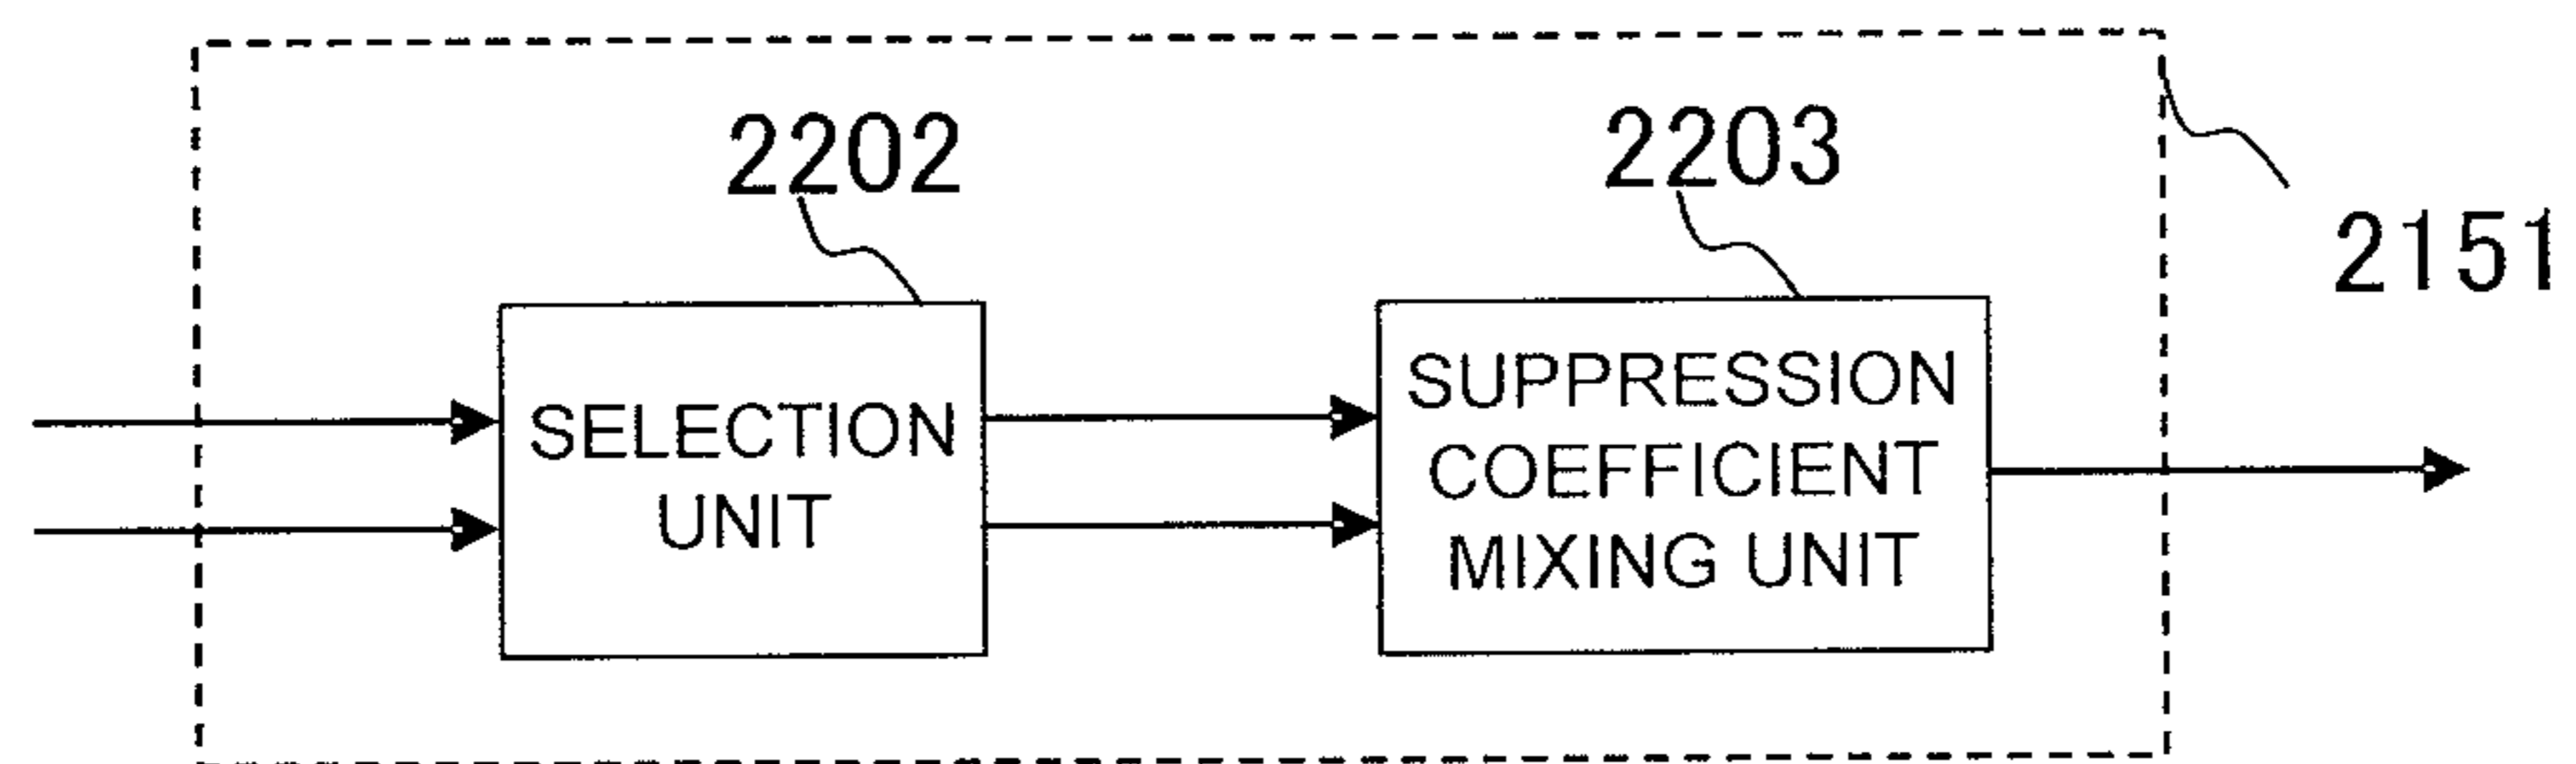 2202
2203
2151
SELECTION
UNIT
SUPPRESSION
COEFFICIENT
MIXING UNIT